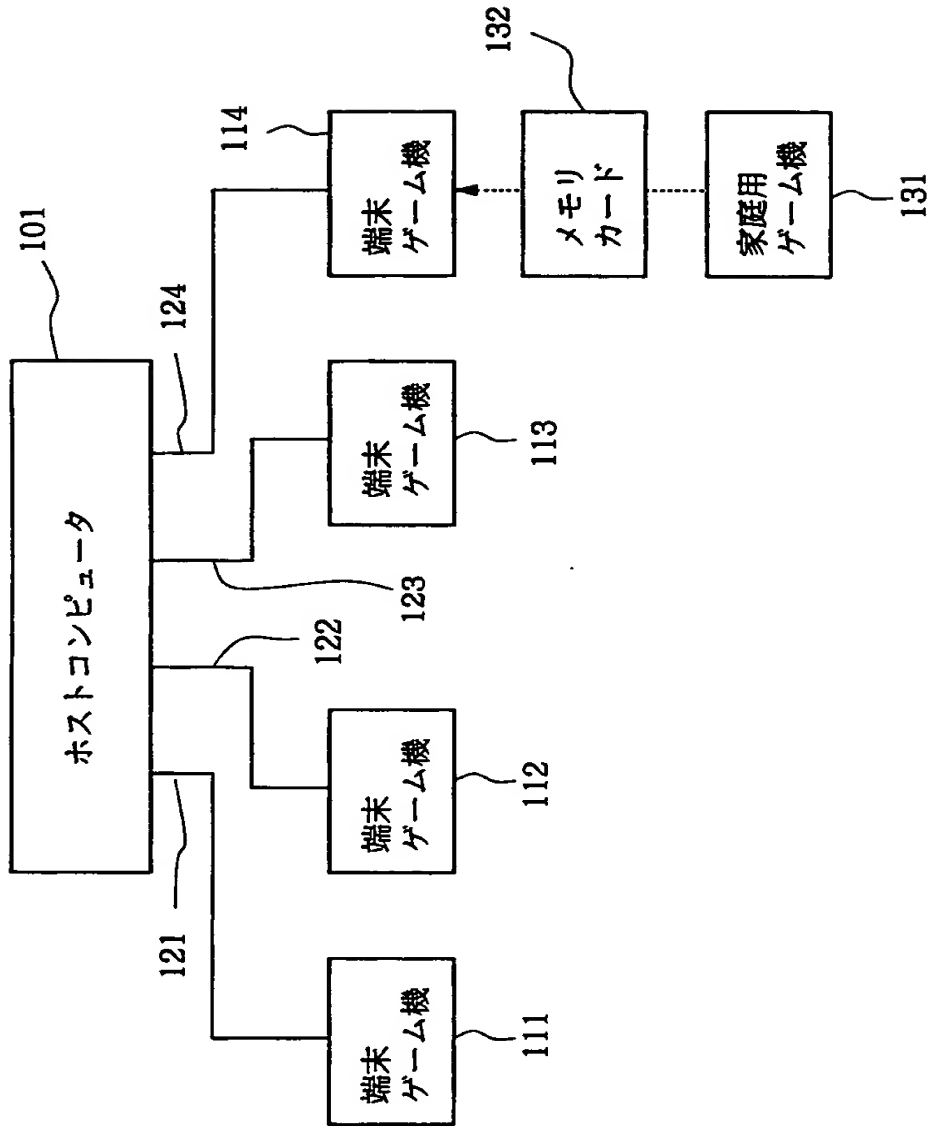 101
ホストコンピュータ
121
122
123
124
端末
ゲーム機
111
端末
ゲーム機
112
端末
ゲーム機
113
端末
ゲーム機
114
メモリ
カード
132
家庭用
ゲーム機
131